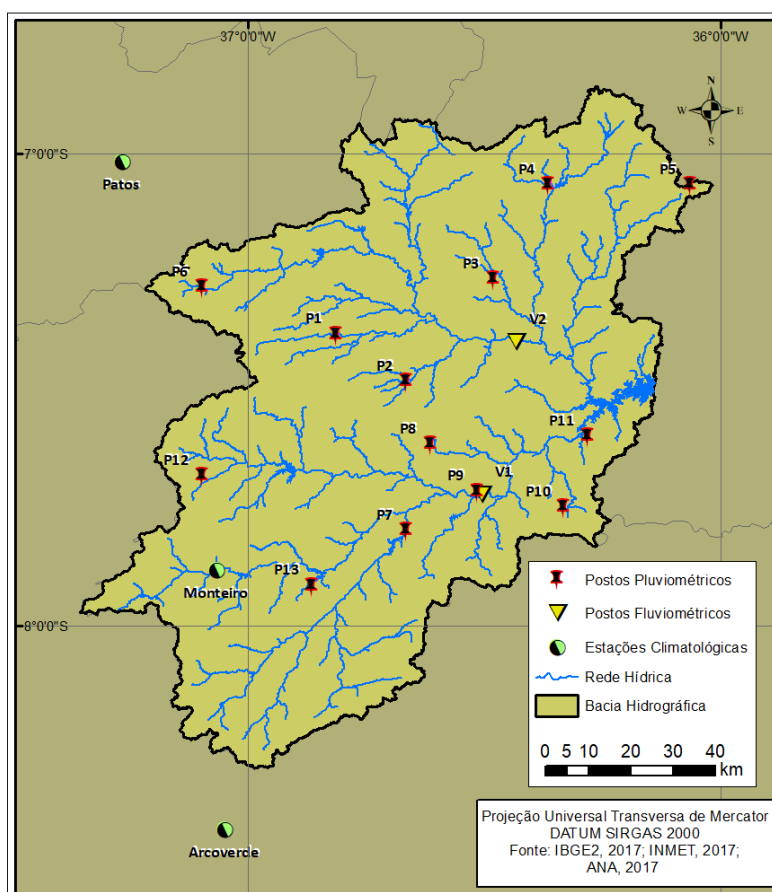 37°0'0"W
36°0'0"W
N
W
E
S
7°0'0"S
Patos
P4
P5
P6
P3
P1
V2
P2
P11
P8
P12
P9
V1
P10
P7
P13
Monteiro
8°0'0"S
Arcoverde
Postos Pluviométricos
Postos Fluviométricos
Estações Climatológicas
Rede Hídrica
Bacia Hidrográfica
0 5 10 20 30 40
km
Projeção Universal Transversa de Mercator
DATUM SIRGAS 2000
Fonte: IBGE2, 2017; INMET, 2017;
ANA, 2017